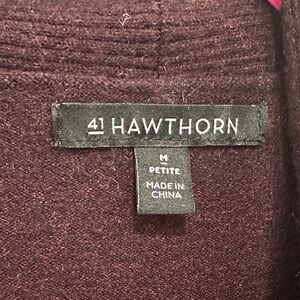 41 HAWTHORN
M
PETITE
MADE IN
CHINA